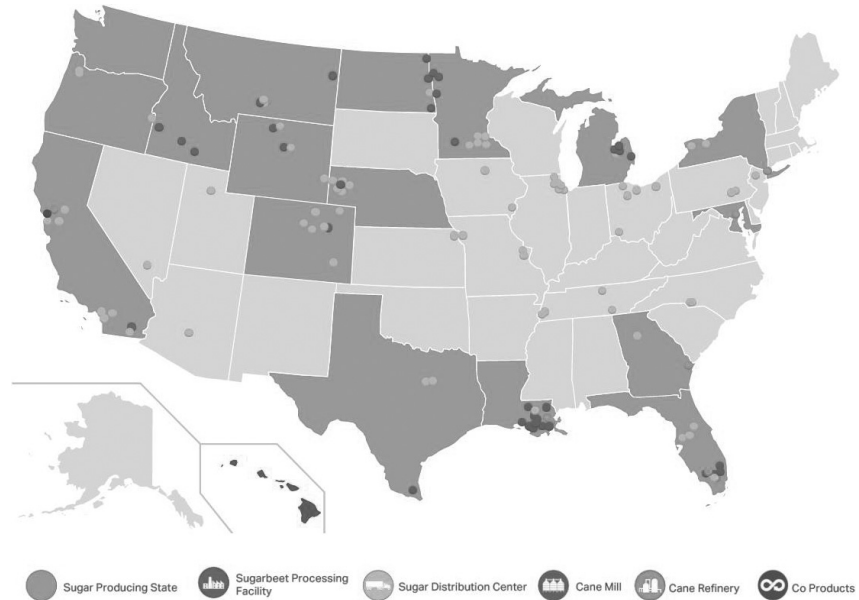 Sugar Producing State
Sugarbeet Processing
Facility
Sugar Distribution Center
Cane Mill
Cane Refinery
Co Products